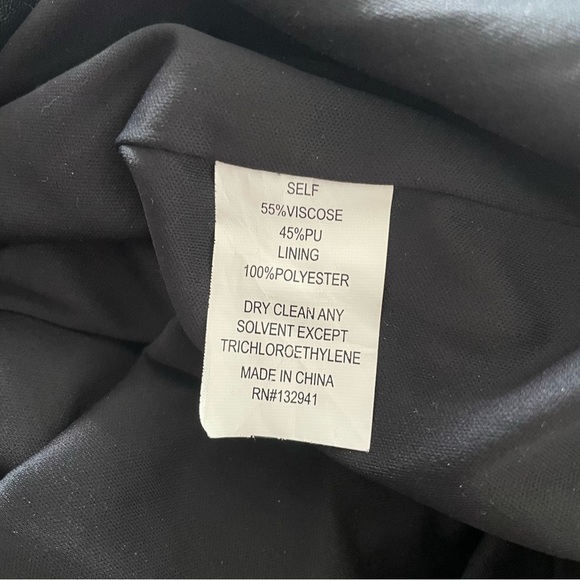 SELF
55%VISCOSE
45%PU
LINING
100%POLYESTER
DRY CLEAN ANY
SOLVENT EXCEPT
TRICHLOROETHYLENE
MADE IN CHINA
RN#132941